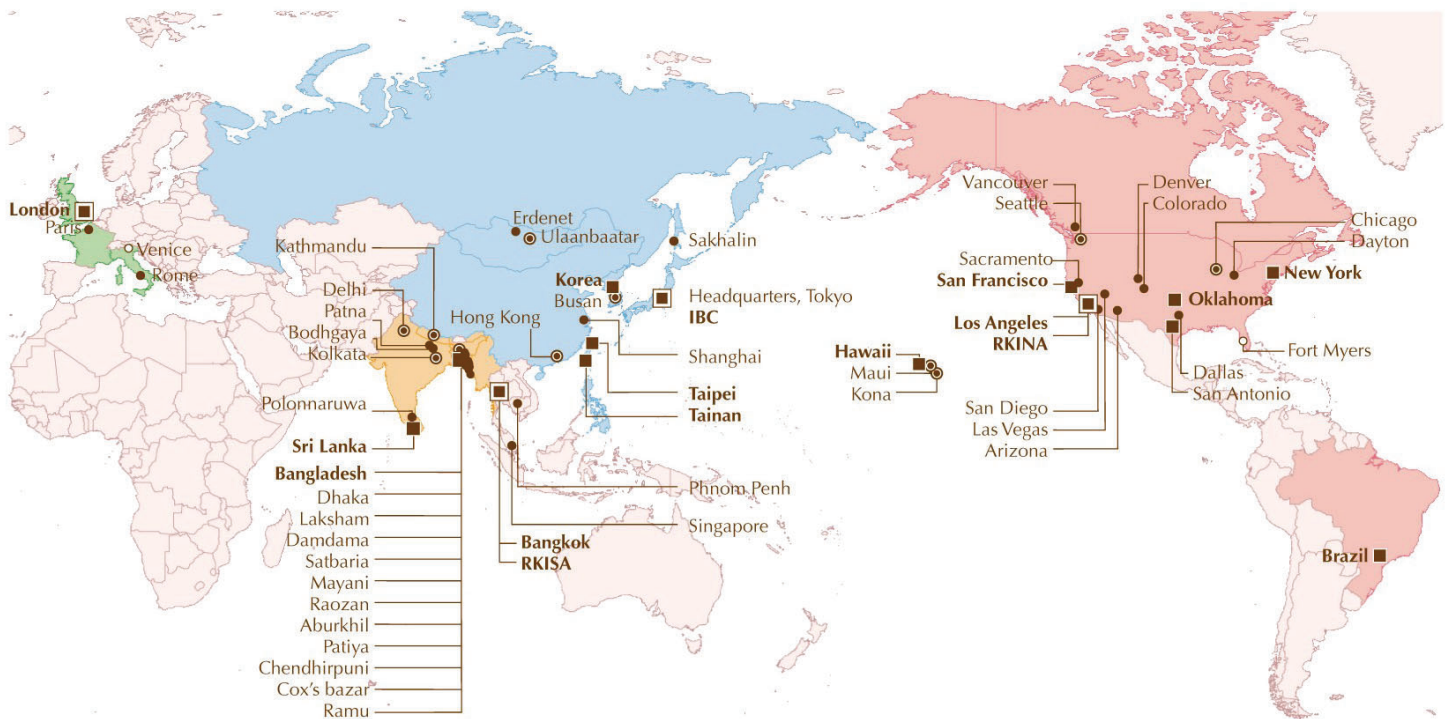 London
Paris
Venice
Rome
Kathmandu
Delhi
Patna
Bodhgaya
Kolkata
Polonnaruwa
Sri Lanka
Bangladesh
Dhaka
Laksham
Damdama
Satbaria
Mayani
Raozan
Aburkhil
Patiya
Chendhirpuni
Cox's bazar
Ramu
Erdenet
Ulaanbaatar
Sakhalin
Korea
Busan
Headquarters, Tokyo
IBC
Hong Kong
Shanghai
Taipei
Tainan
Phnom Penh
Singapore
Bangkok
RKISA
Hawaii
Maui
Kona
Vancouver
Seattle
Denver
Colorado
Chicago
Dayton
Sacramento
San Francisco
New York
Oklahoma
Los Angeles
RKINA
Fort Myers
Dallas
San Antonio
San Diego
Las Vegas
Arizona
Brazil